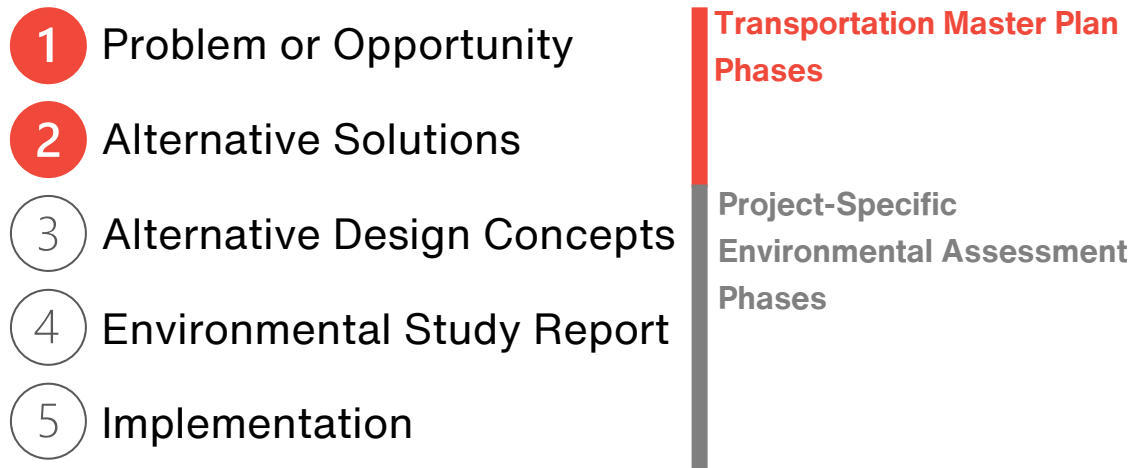 1 Problem or Opportunity
2 Alternative Solutions
3 Alternative Design Concepts
4 Environmental Study Report
5 Implementation
Transportation Master Plan
Phases
Project-Specific
Environmental Assessment
Phases